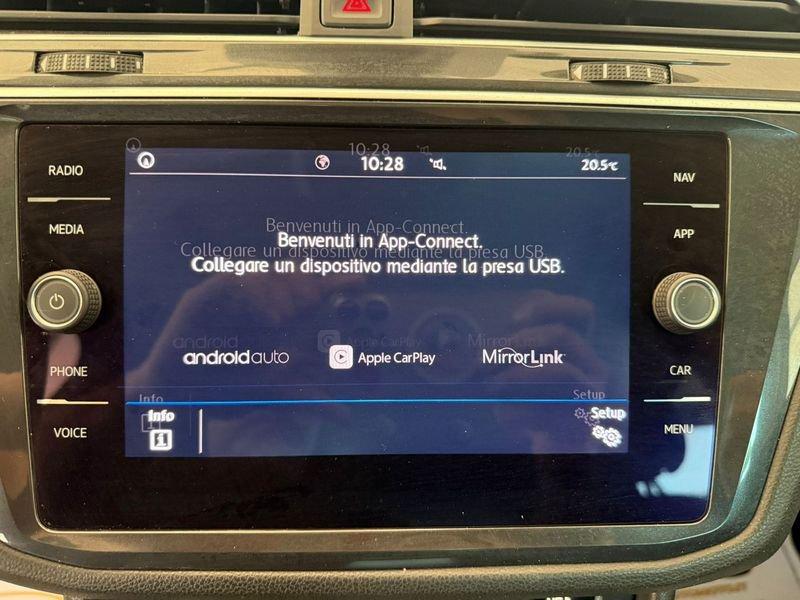 RADIO
MEDIA
PHONE
VOICE
NAV
APP
CAR
MENU
10:28
20.5°C
Benvenuti in App-Connect.
Collegare un dispositivo mediante la presa USB.
androidauto
Apple CarPlay
MirrorLink
Info
Setup